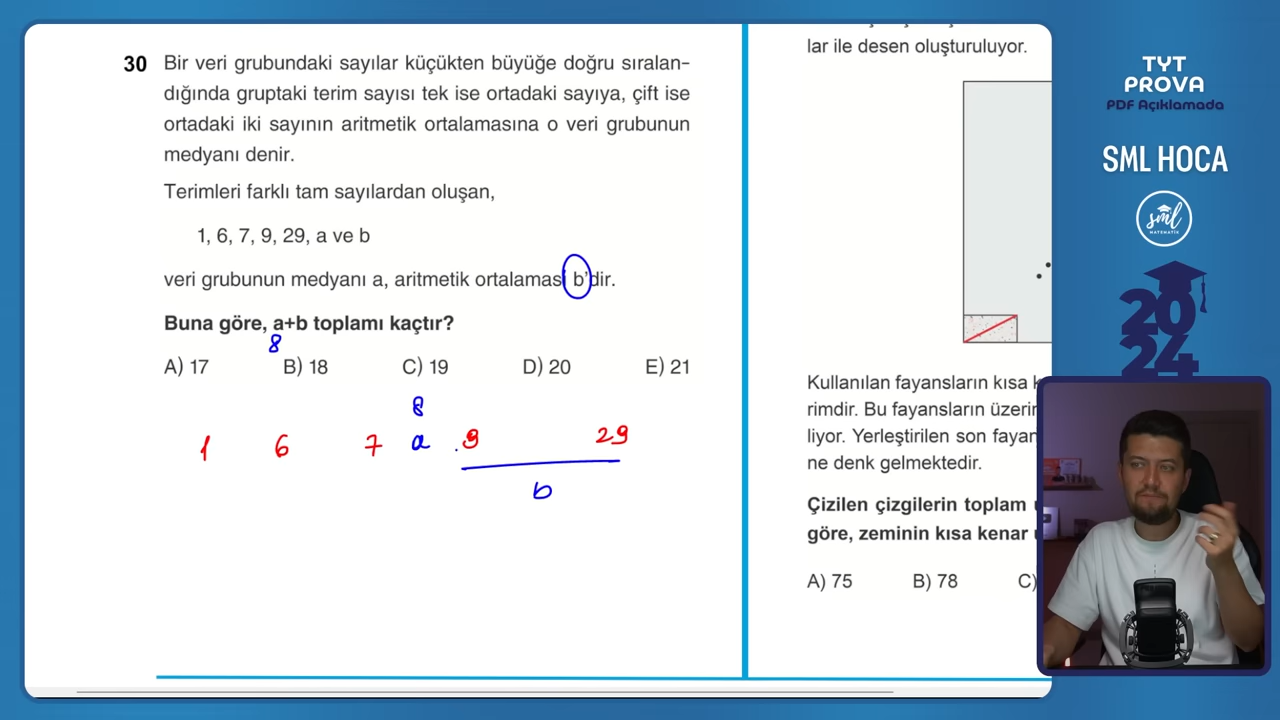 30 Bir veri grubundaki sayılar küçükten büyüğe doğru sıralan-
dığında gruptaki terim sayısı tek ise ortadaki sayıya, çift ise
ortadaki iki sayının aritmetik ortalamasına o veri grubunun
medyanı denir.
Terimleri farklı tam sayılardan oluşan,
1, 6, 7, 9, 29, a ve b
veri grubunun medyanı a, aritmetik ortalaması b'dir.
Buna göre, a+b toplamı kaçtır?
8
A) 17 B) 18 C) 19 D) 20 E) 21
8
1 6 7 a 9 29
b
lar ile desen oluşturuluyor.
Kullanılan fayansların kısa
rimdir. Bu fayansların üzerin
liyor. Yerleştirilen son fayan
ne denk gelmektedir.
Çizilen çizgilerin toplam
göre, zeminin kısa kenar
A) 75 B) 78 C)
TYT
PROVA
PDF Açıklamada
SML HOCA
sml
MATEMATİK
2024